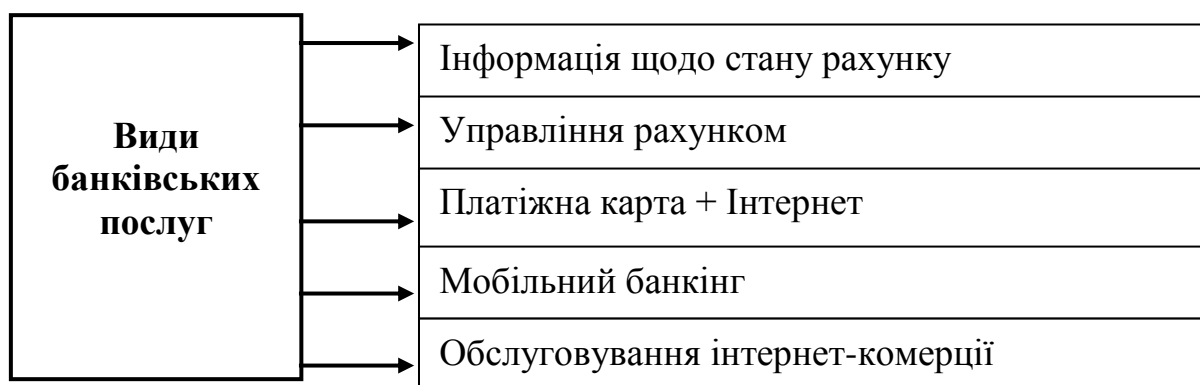 Види
банківських
послуг
Інформація щодо стану рахунку
Управління рахунком
Платіжна карта + Інтернет
Мобільний банкінг
Обслуговування інтернет-комерції